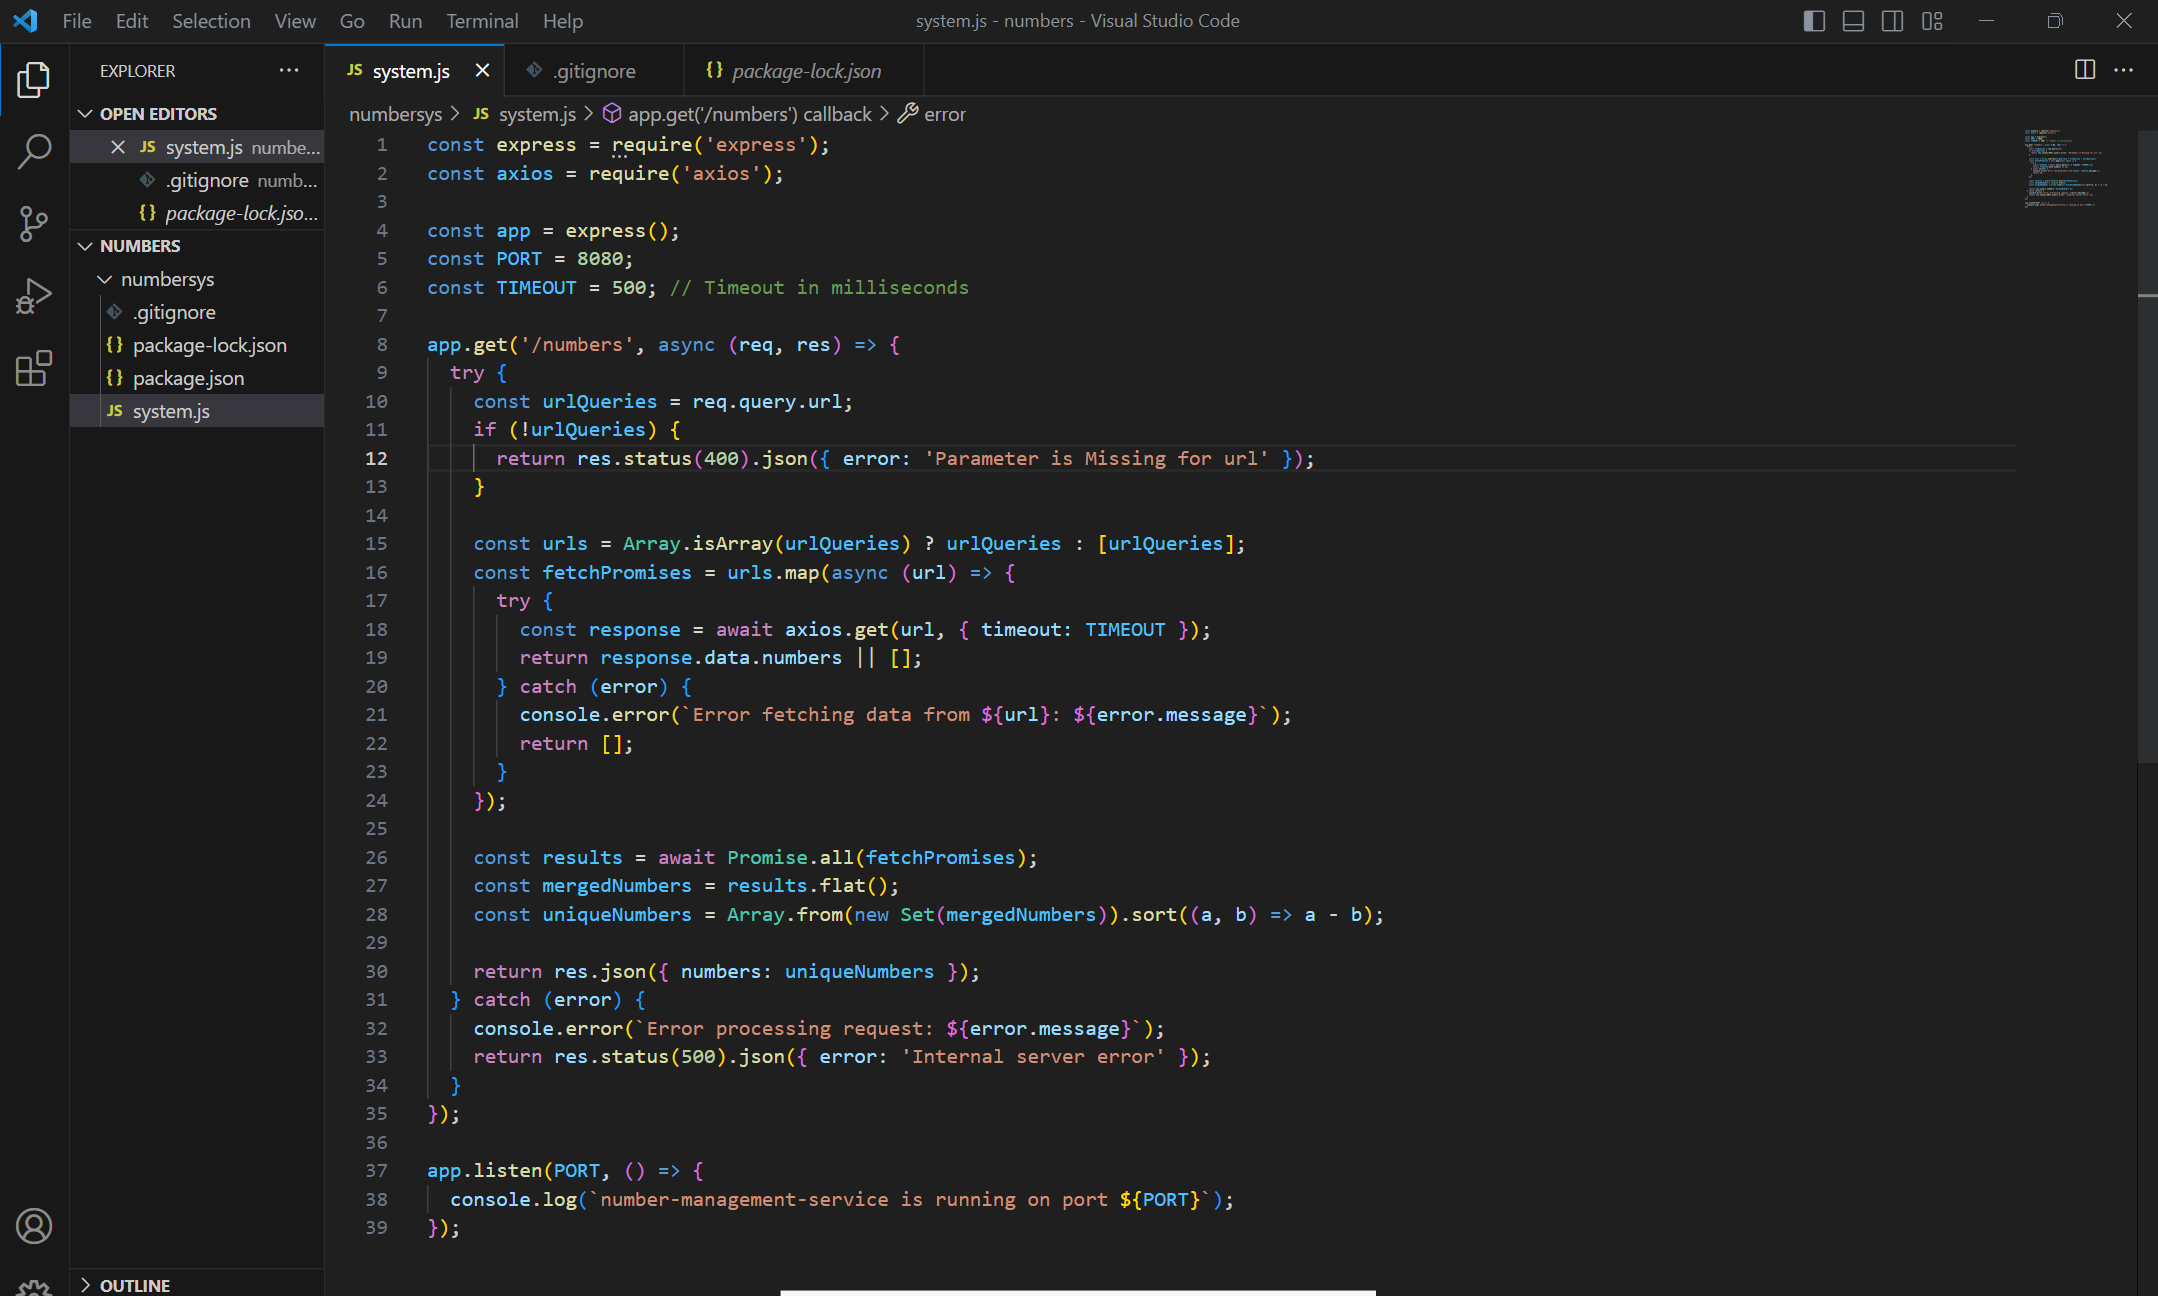 File Edit Selection View Go Run Terminal Help
system.js - numbers - Visual Studio Code
EXPLORER
OPEN EDITORS
JS system.js numbe...
.gitignore numb...
{} package-lock.jso...
NUMBERS
numbersys
.gitignore
{} package-lock.json
{} package.json
JS system.js
OUTLINE
JS system.js
.gitignore
{} package-lock.json
numbersys > JS system.js > app.get('/numbers') callback > error
1 const express = require('express');
2 const axios = require('axios');
3
4 const app = express();
5 const PORT = 8080;
6 const TIMEOUT = 500; // Timeout in milliseconds
7
8 app.get('/numbers', async (req, res) => {
9 try {
10 const urlQueries = req.query.url;
11 if (!urlQueries) {
12 return res.status(400).json({ error: 'Parameter is Missing for url' });
13 }
14
15 const urls = Array.isArray(urlQueries) ? urlQueries : [urlQueries];
16 const fetchPromises = urls.map(async (url) => {
17 try {
18 const response = await axios.get(url, { timeout: TIMEOUT });
19 return response.data.numbers || [];
20 } catch (error) {
21 console.error(`Error fetching data from ${url}: ${error.message}`);
22 return [];
23 }
24 });
25
26 const results = await Promise.all(fetchPromises);
27 const mergedNumbers = results.flat();
28 const uniqueNumbers = Array.from(new Set(mergedNumbers)).sort((a, b) => a - b);
29
30 return res.json({ numbers: uniqueNumbers });
31 } catch (error) {
32 console.error(`Error processing request: ${error.message}`);
33 return res.status(500).json({ error: 'Internal server error' });
34 }
35 });
36
37 app.listen(PORT, () => {
38 console.log(`number-management-service is running on port ${PORT}`);
39 });